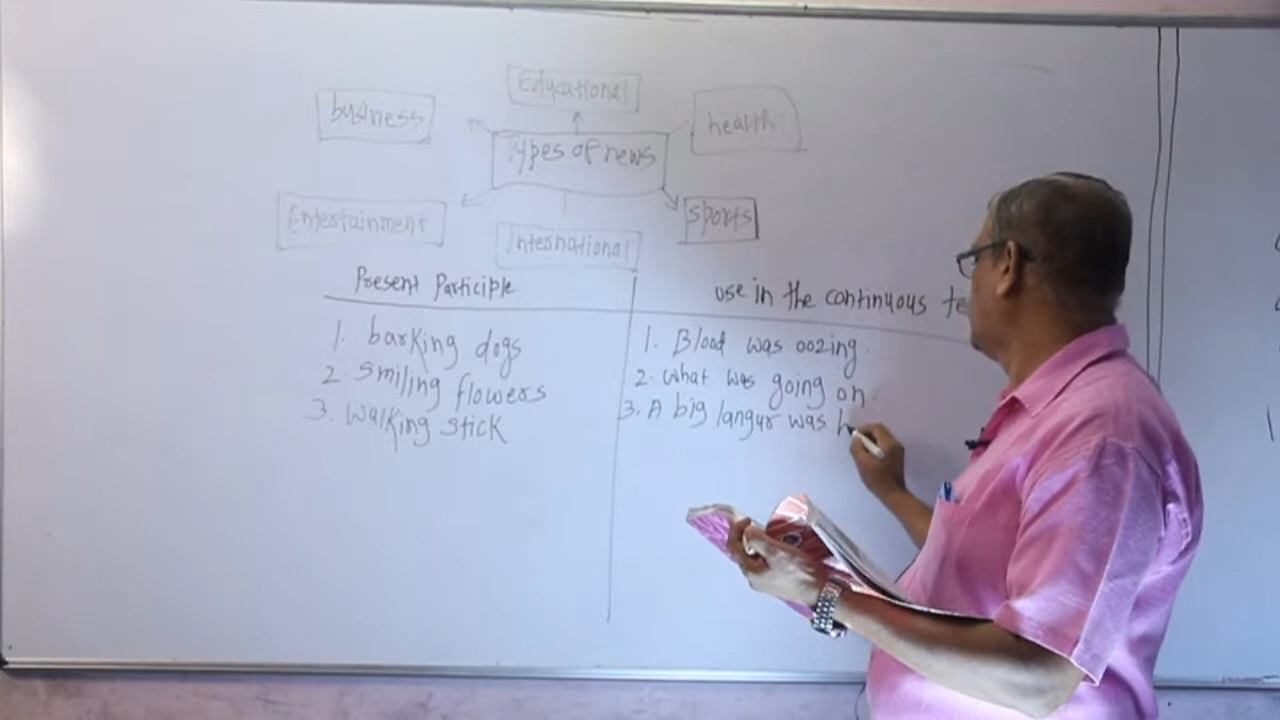 Educational
business
health
Types of news
Entertainment
sports
International
Present Participle
use in the continuous
1. barking dogs
2. smiling flowers
3. walking stick
1. Blood was oozing.
2. what was going on.
3. A big langur was h